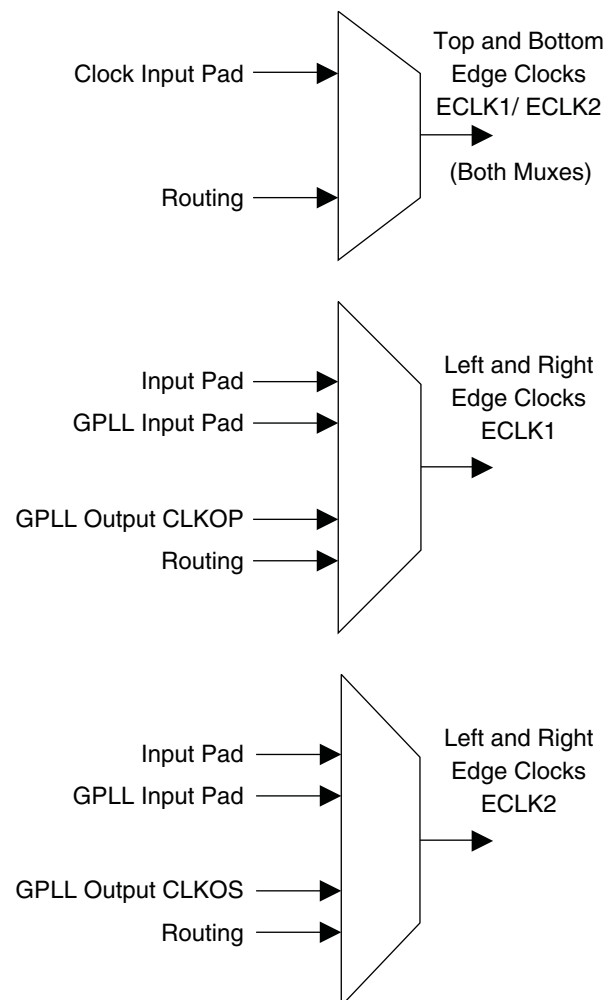 Clock Input Pad
Routing
Top and Bottom
Edge Clocks
ECLK1/ ECLK2
(Both Muxes)
Input Pad
GPLL Input Pad
GPLL Output CLKOP
Routing
Left and Right
Edge Clocks
ECLK1
Input Pad
GPLL Input Pad
GPLL Output CLKOS
Routing
Left and Right
Edge Clocks
ECLK2